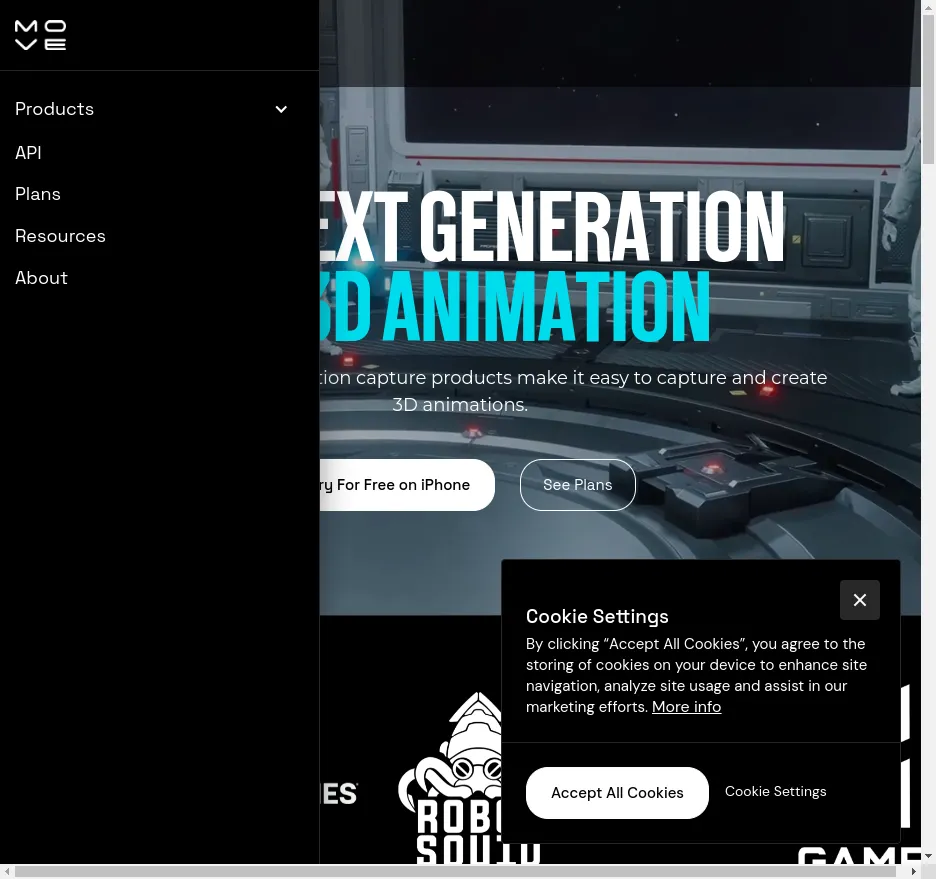 MOVE
Products
API
Plans
Resources
About
EXT GENERATION
3D ANIMATION
tion capture products make it easy to capture and create
3D animations.
ry For Free on iPhone
See Plans
Cookie Settings
By clicking “Accept All Cookies”, you agree to the
storing of cookies on your device to enhance site
navigation, analyze site usage and assist in our
marketing efforts. More info
Accept All Cookies
Cookie Settings
IES
ROBO
SQUID
GAME